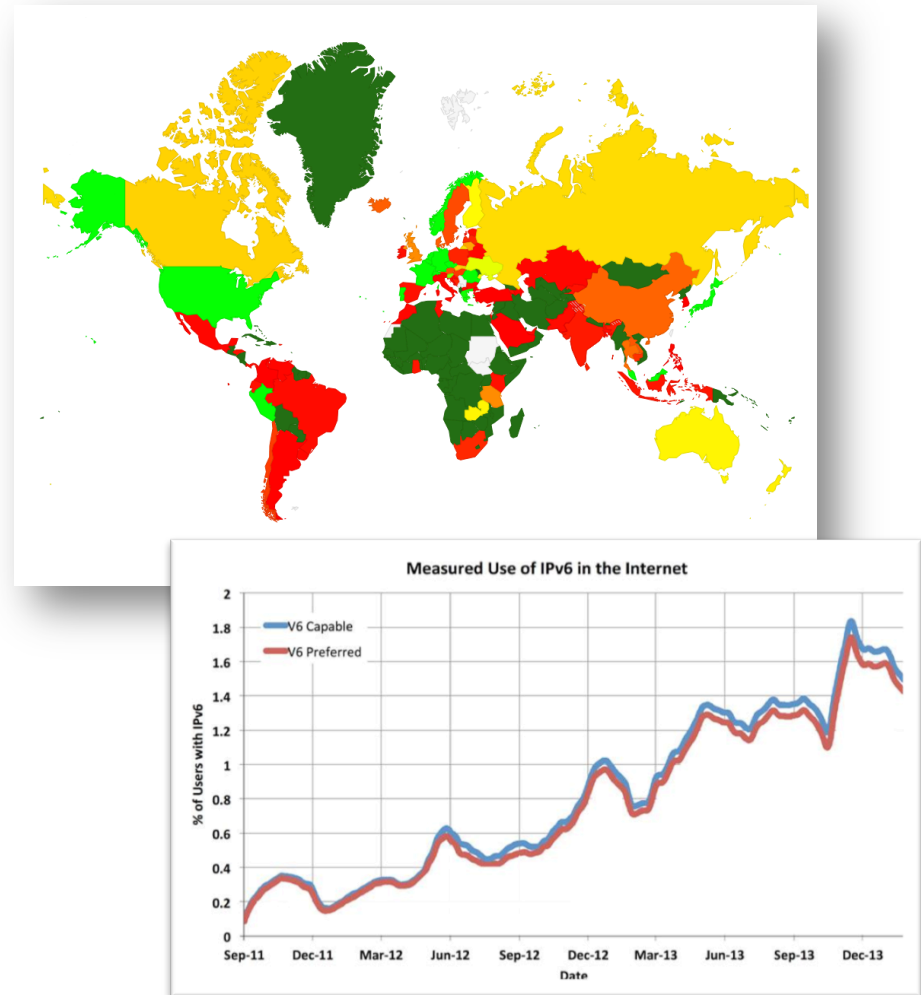 Measured Use of IPv6 in the Internet
2
1.8
1.6
1.4
1.2
1
0.8
0.6
0.4
0.2
0
V6 Capable
V6 Preferred
% of Users with IPv6
Sep-11 Dec-11 Mar-12 Jun-12 Sep-12 Dec-12 Mar-13 Jun-13 Sep-13 Dec-13
Date